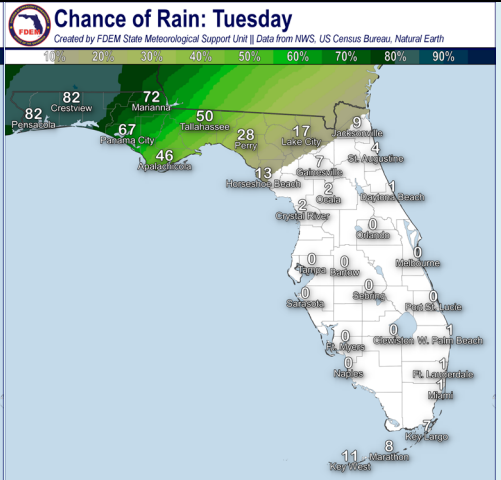 Chance of Rain: Tuesday
Created by FDEM State Meteorological Support Unit || Data from NWS, US Census Bureau, Natural Earth
FDEM
10% 20% 30% 40% 50% 60% 70% 80% 90%
82
Pensacola
82
Crestview
72
Marianna
67
Panama City
50
Tallahassee
46
Apalachicola
28
Perry
17
Lake City
9
Jacksonville
4
St. Augustine
13
Horseshoe Beach
7
Gainesville
2
Ocala
1
Daytona Beach
2
Crystal River
0
Orlando
0
Melbourne
0
Tampa
0
Bartow
0
Sebring
0
Sarasota
0
Port St. Lucie
0
Ft. Myers
0
Clewiston
1
W. Palm Beach
0
Naples
1
Ft. Lauderdale
1
Miami
7
Key Largo
8
Marathon
11
Key West